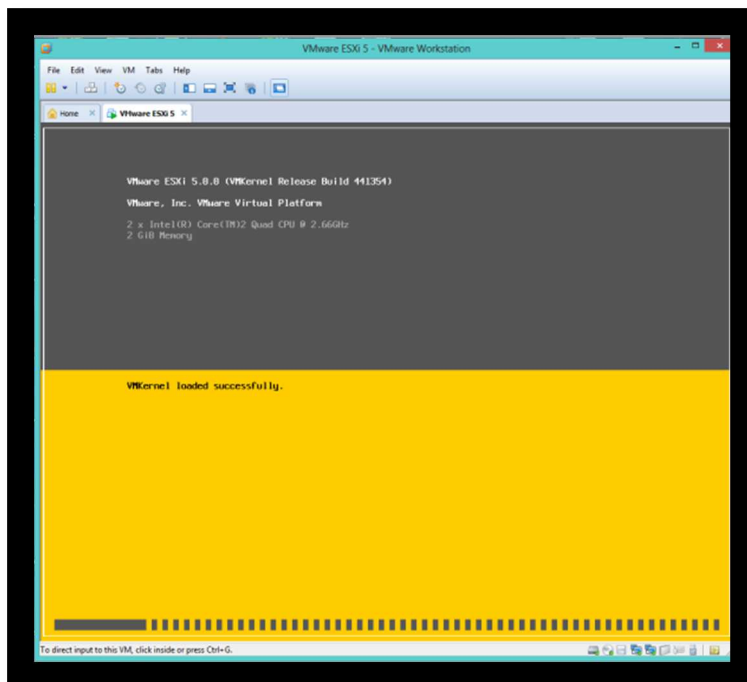 VMware ESXi 5 - VMware Workstation
File Edit View VM Tabs Help
Home VMware ESXi 5
VMware ESXi 5.0.0 (VMKernel Release Build 441354)
VMware, Inc. VMware Virtual Platform
2 x Intel(R) Core(TM)2 Quad CPU @ 2.66GHz
2 GiB Memory
VMKernel loaded successfully.
To direct input to this VM, click inside or press Ctrl+G.